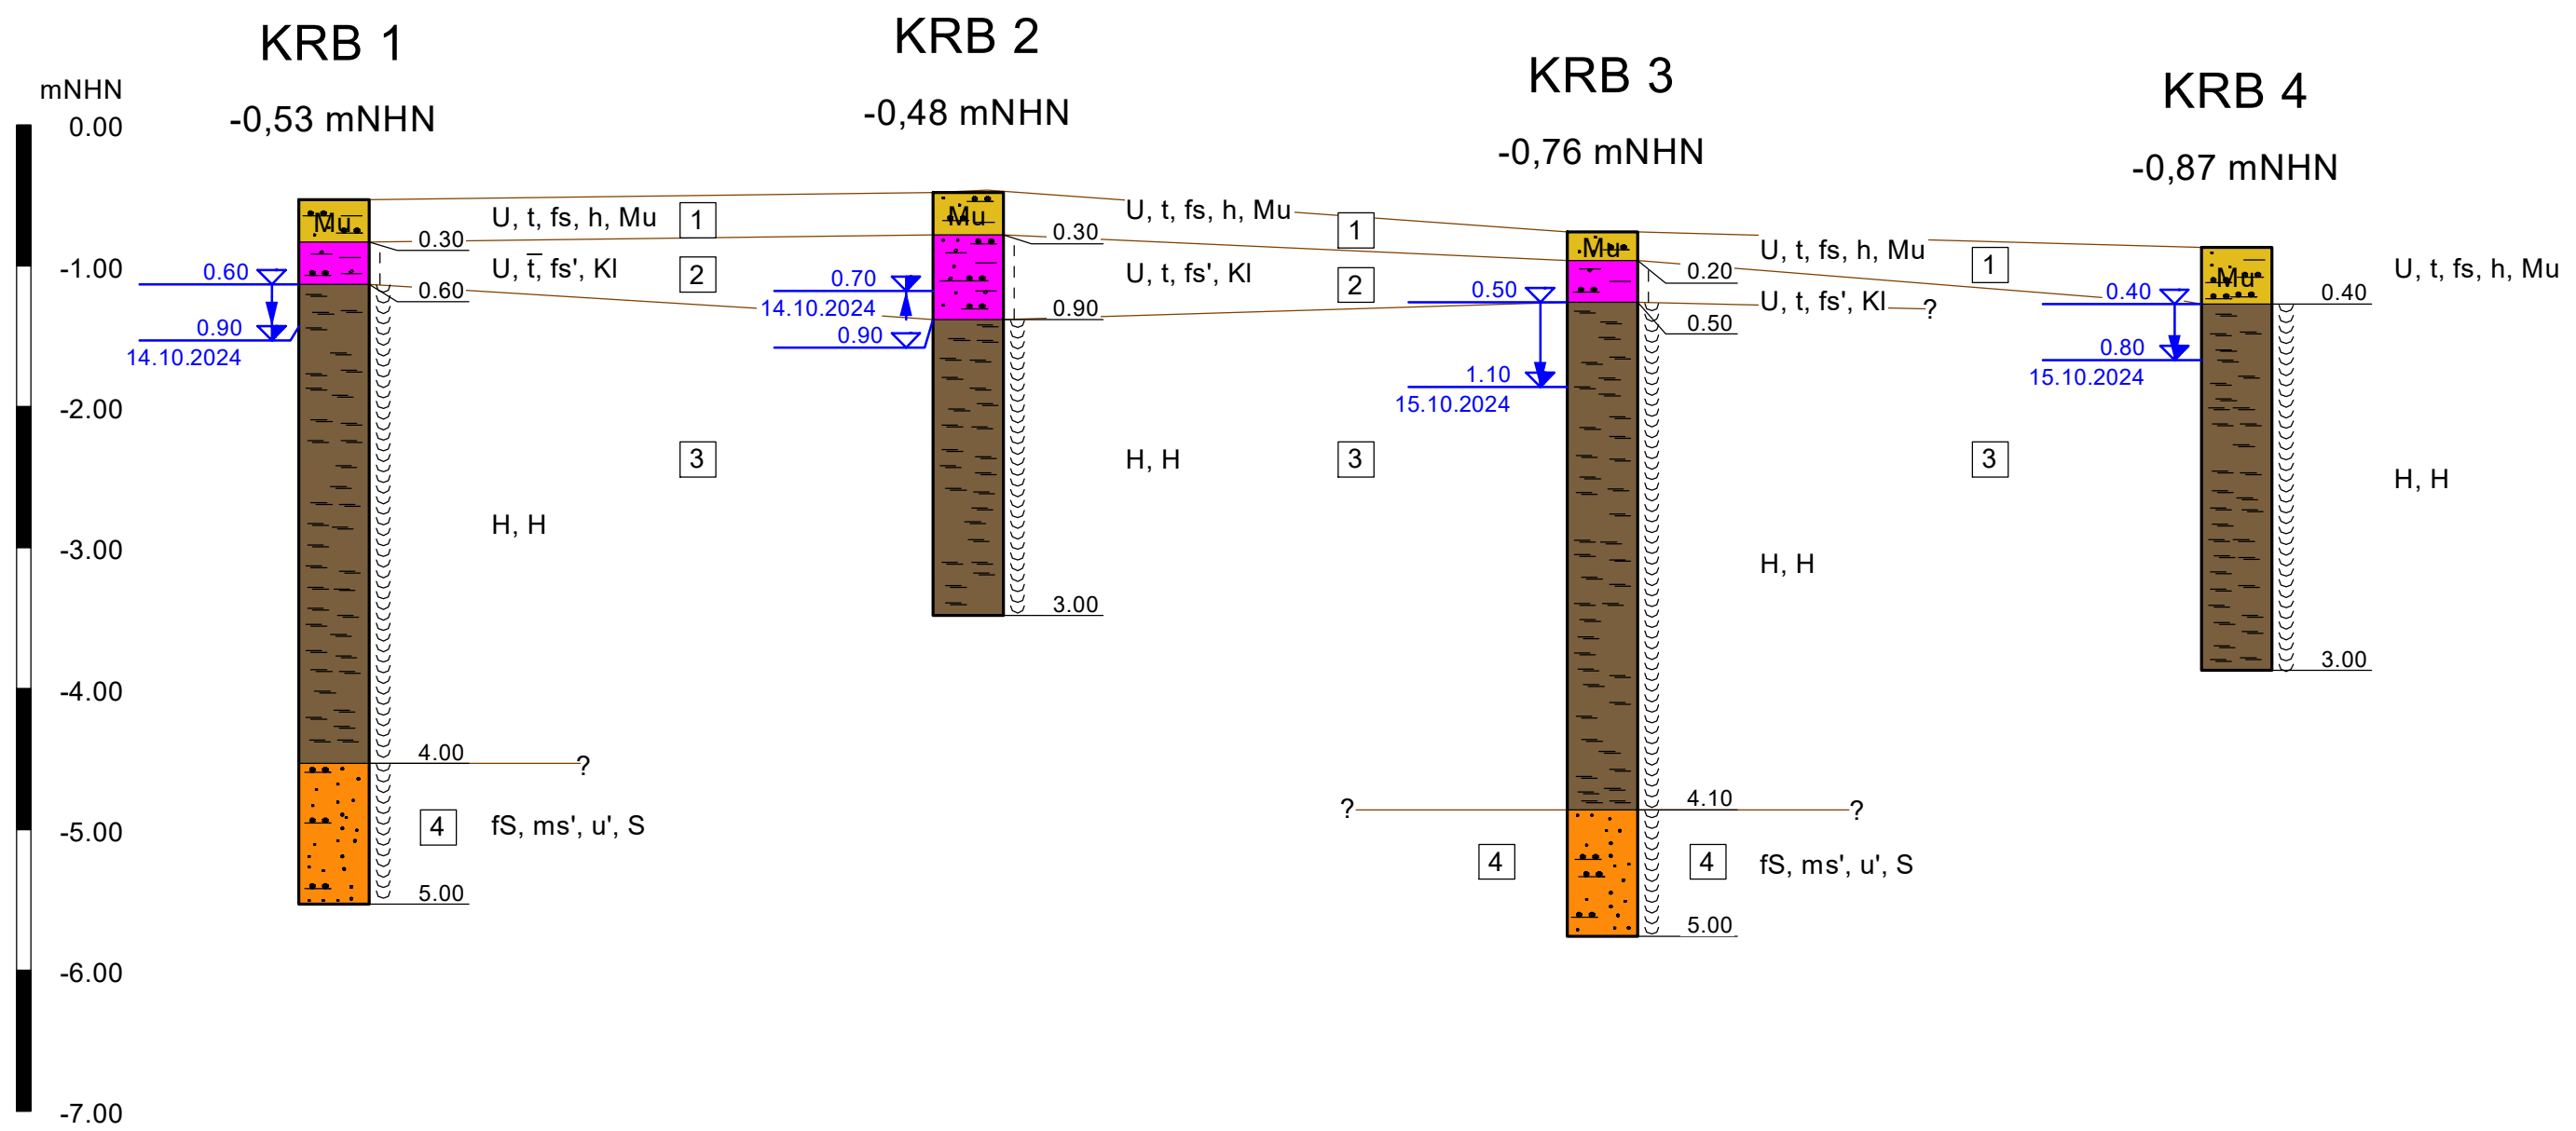 KRB 1
-0,53 mNHN
KRB 2
-0,48 mNHN
KRB 3
-0,76 mNHN
KRB 4
-0,87 mNHN
mNHN
0.00
-1.00
-2.00
-3.00
-4.00
-5.00
-6.00
-7.00
Mu
0.30
0.60
4.00
5.00
0.60
0.90
14.10.2024
U, t, fs, h, Mu
U, t̅, fs', Kl
H, H
fS, ms', u', S
4
1
2
3
Mu
0.30
0.90
3.00
0.70
14.10.2024
0.90
U, t, fs, h, Mu
U, t, fs', Kl
H, H
1
2
3
Mu
0.20
0.50
4.10
5.00
0.50
1.10
15.10.2024
U, t, fs, h, Mu
U, t, fs', Kl
H, H
fS, ms', u', S
4
4
1
3
Mu
0.40
3.00
0.40
0.80
15.10.2024
U, t, fs, h, Mu
H, H
?
?
?
?